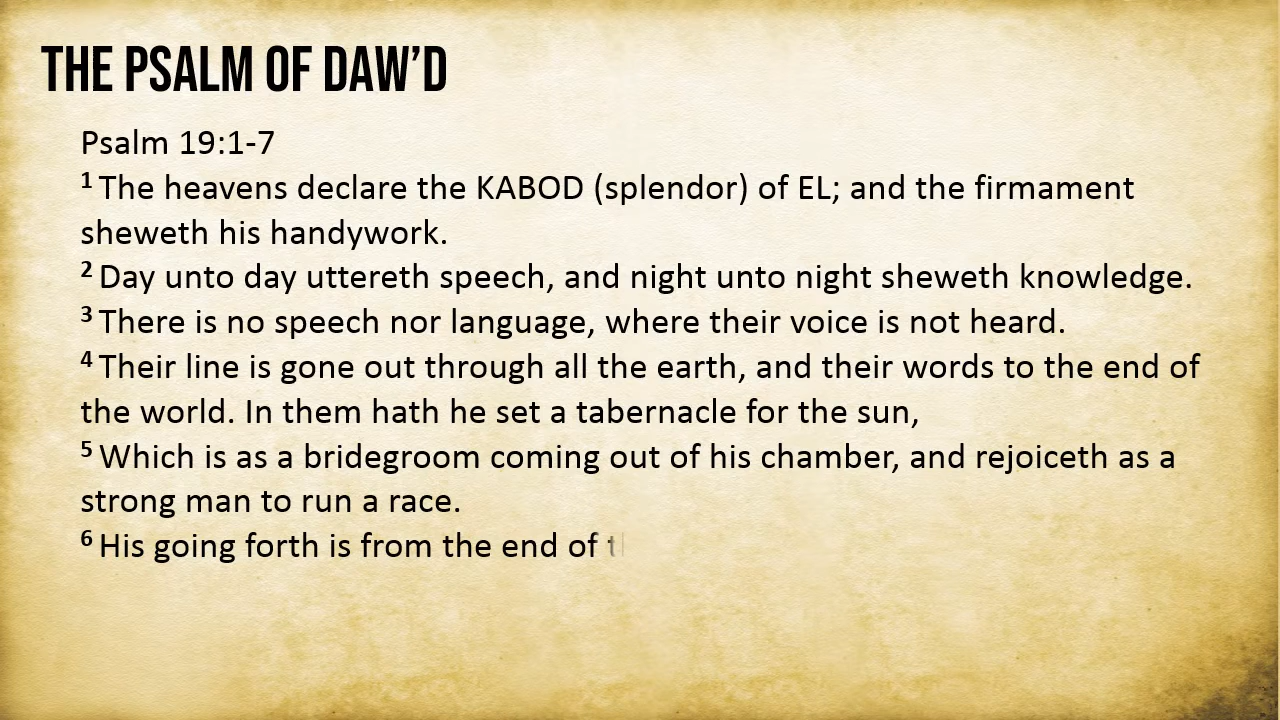 THE PSALM OF DAW’D
Psalm 19:1-7
1 The heavens declare the KABOD (splendor) of EL; and the firmament
sheweth his handywork.
2 Day unto day uttereth speech, and night unto night sheweth knowledge.
3 There is no speech nor language, where their voice is not heard.
4 Their line is gone out through all the earth, and their words to the end of
the world. In them hath he set a tabernacle for the sun,
5 Which is as a bridegroom coming out of his chamber, and rejoiceth as a
strong man to run a race.
6 His going forth is from the end of